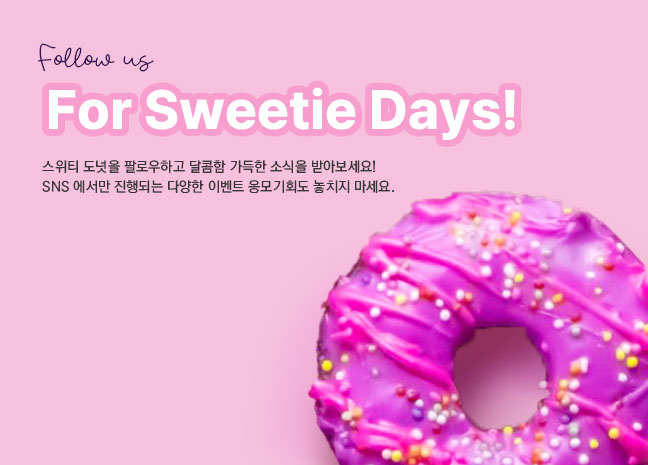 Follow us
For Sweetie Days!
스위티 도넛을 팔로우하고 달콤함 가득한 소식을 받아보세요!
SNS 에서만 진행되는 다양한 이벤트 응모기회도 놓치지 마세요.